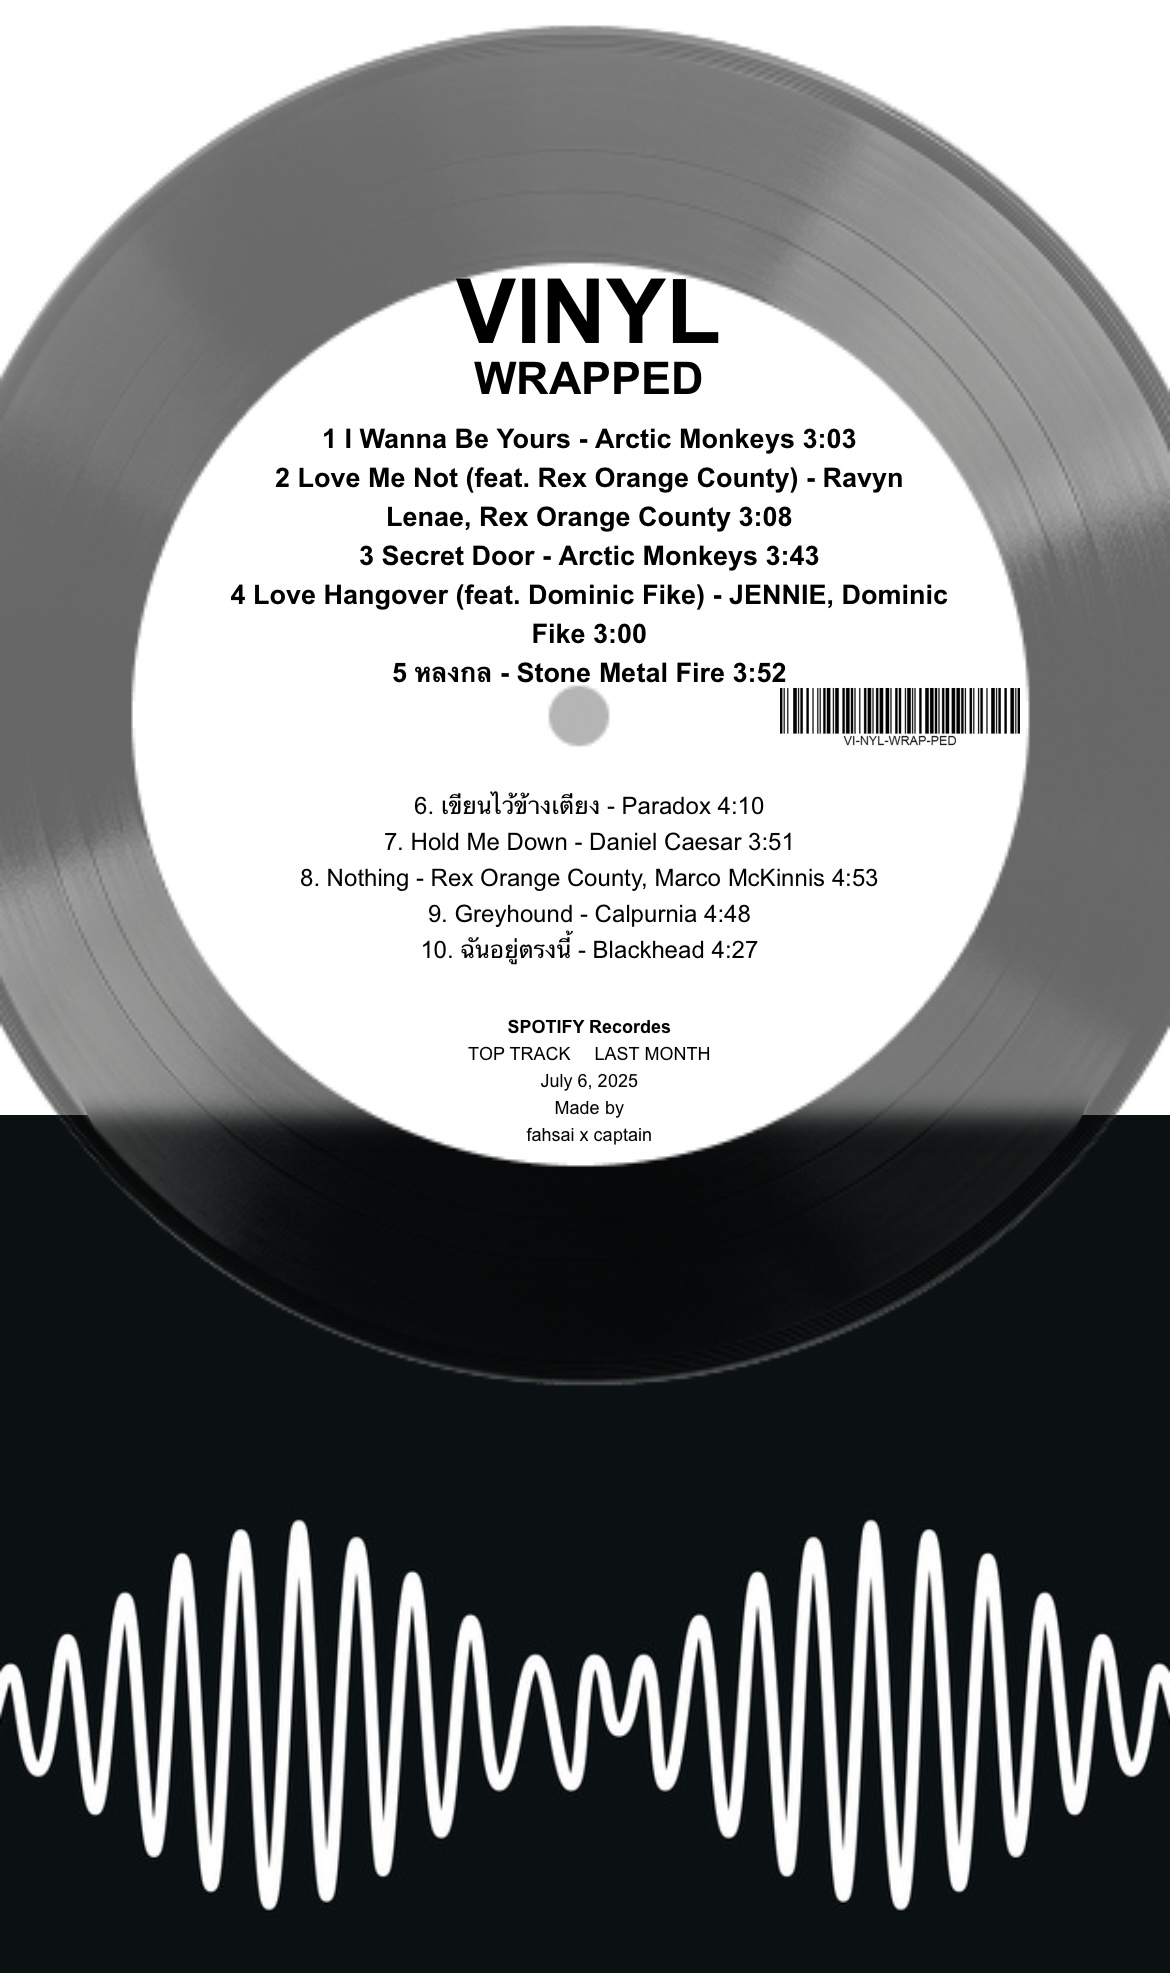 VINYL
WRAPPED
1 I Wanna Be Yours - Arctic Monkeys 3:03
2 Love Me Not (feat. Rex Orange County) - Ravyn
Lenae, Rex Orange County 3:08
3 Secret Door - Arctic Monkeys 3:43
4 Love Hangover (feat. Dominic Fike) - JENNIE, Dominic
Fike 3:00
5 หลงกล - Stone Metal Fire 3:52
VI-NYL-WRAP-PED
6. เขียนไว้ข้างเตียง - Paradox 4:10
7. Hold Me Down - Daniel Caesar 3:51
8. Nothing - Rex Orange County, Marco McKinnis 4:53
9. Greyhound - Calpurnia 4:48
10. ฉันอยู่ตรงนี้ - Blackhead 4:27
SPOTIFY Recordes
TOP TRACK LAST MONTH
July 6, 2025
Made by
fahsai x captain